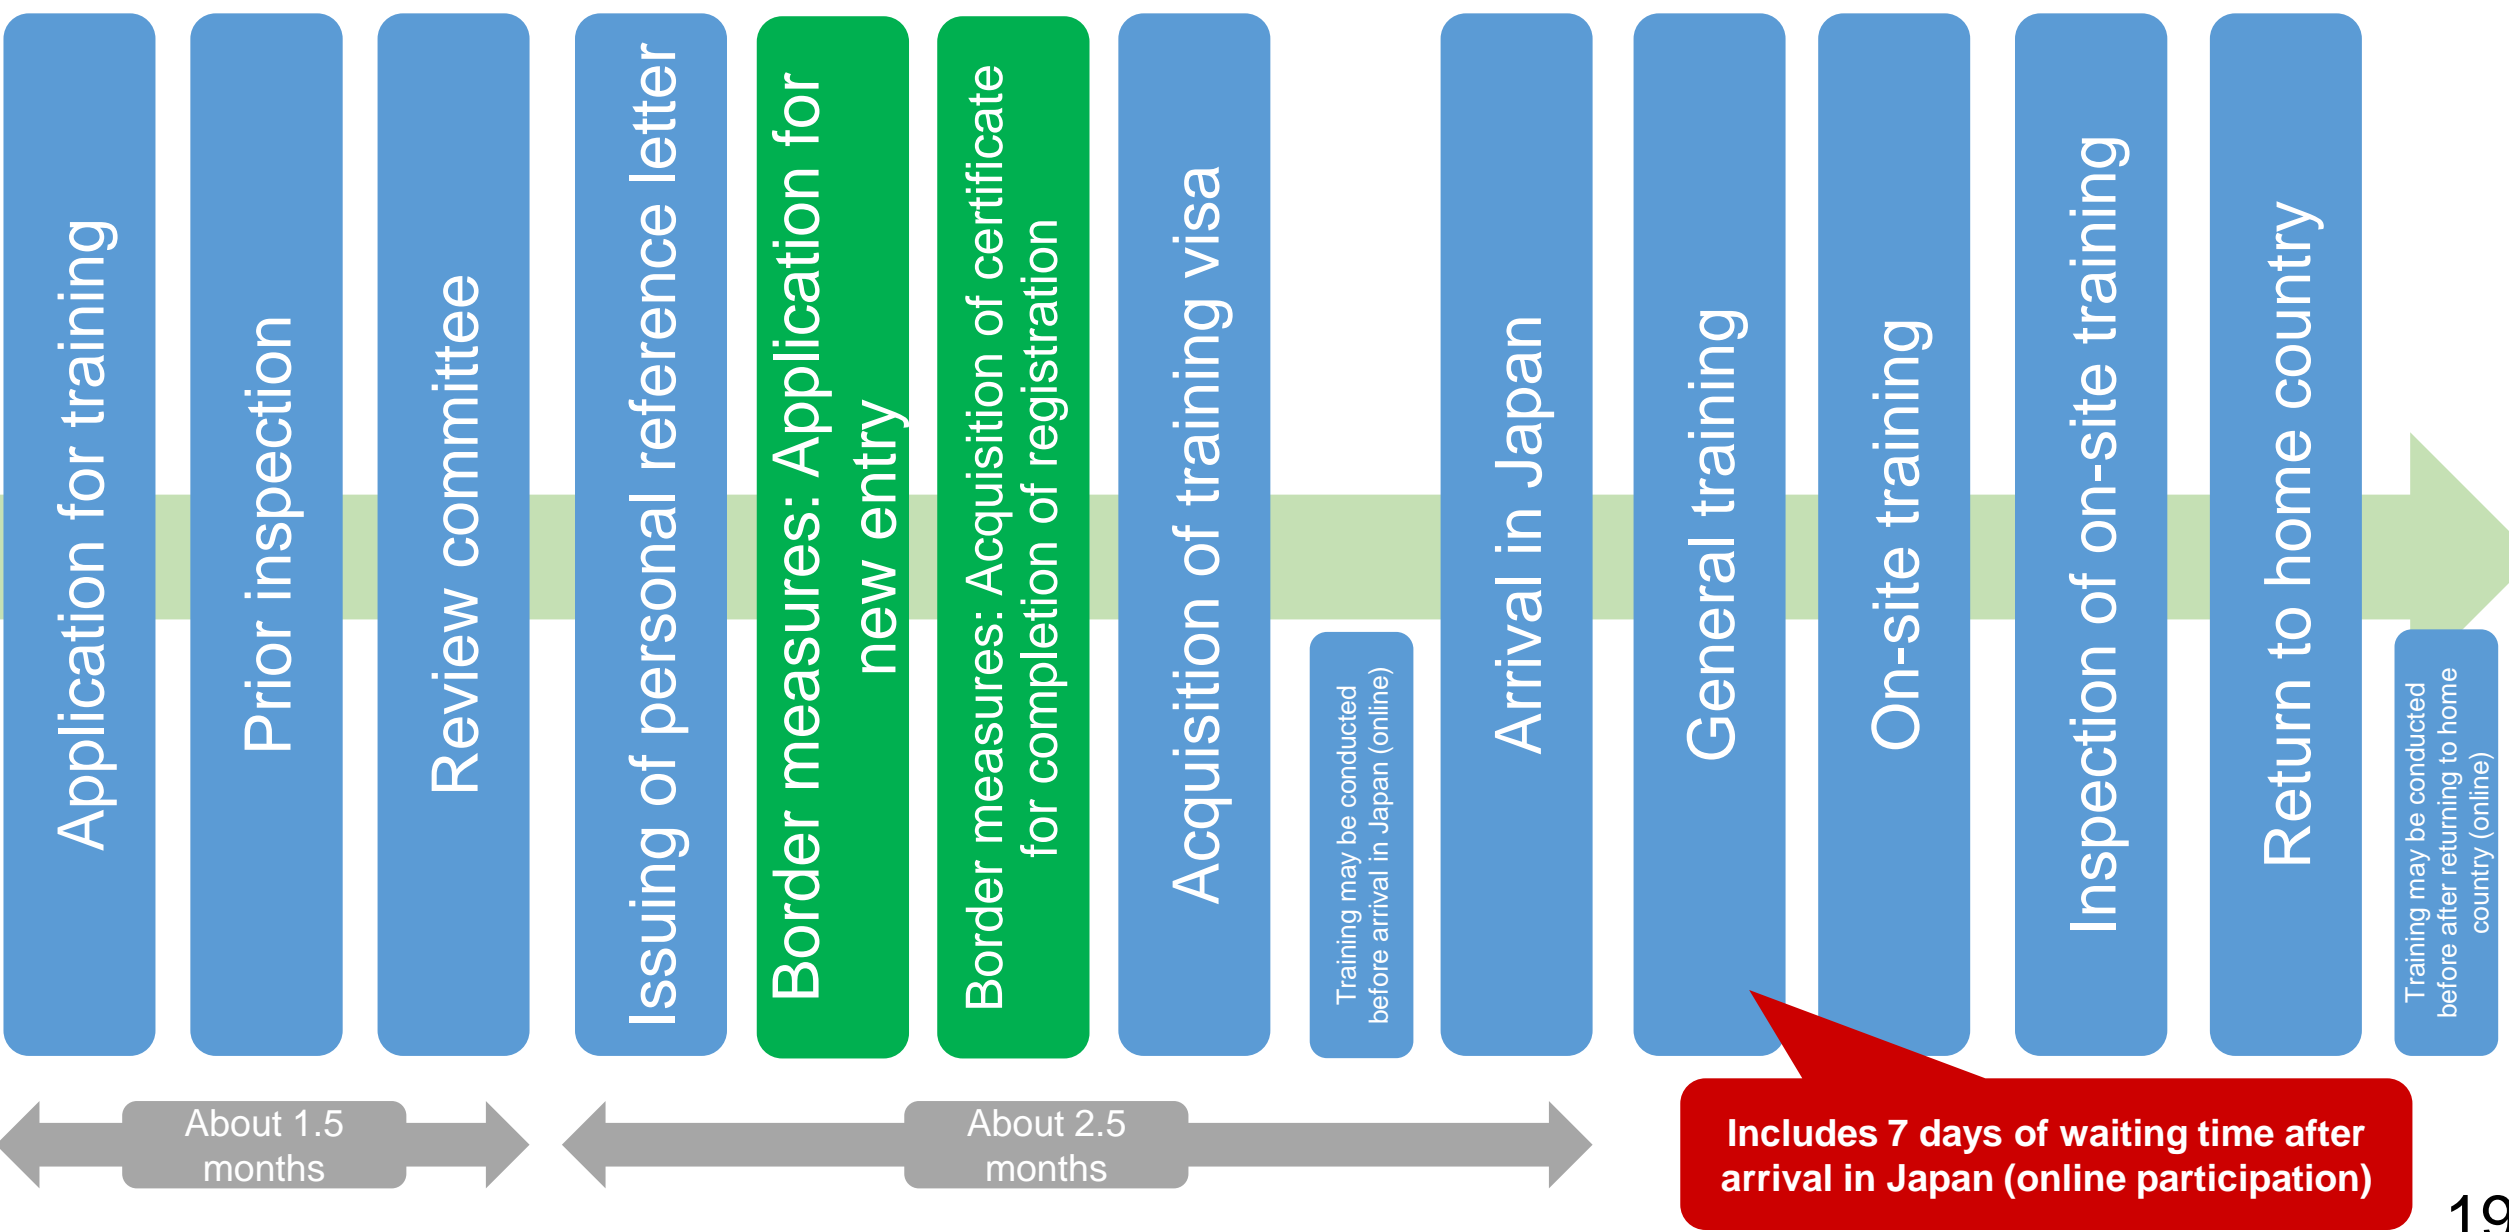 Application for training
Prior inspection
Review committee
Issuing of personal reference letter
Border measures: Application for
new entry
Border measures: Acquisition of certificate
for completion of registration
Acquisition of training visa
Training may be conducted
before arrival in Japan (online)
Arrival in Japan
General training
On-site training
Inspection of on-site training
Return to home country
Training may be conducted
before after returning to home
country (online)
About 1.5
months
About 2.5
months
Includes 7 days of waiting time after
arrival in Japan (online participation)
19